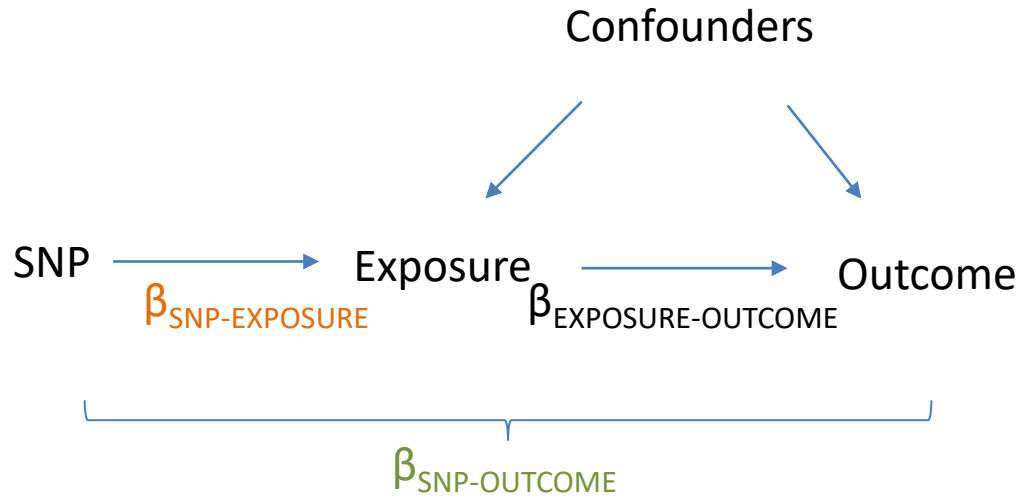 Confounders
SNP
Exposure
Outcome
βSNP-EXPOSURE
βEXPOSURE-OUTCOME
βSNP-OUTCOME